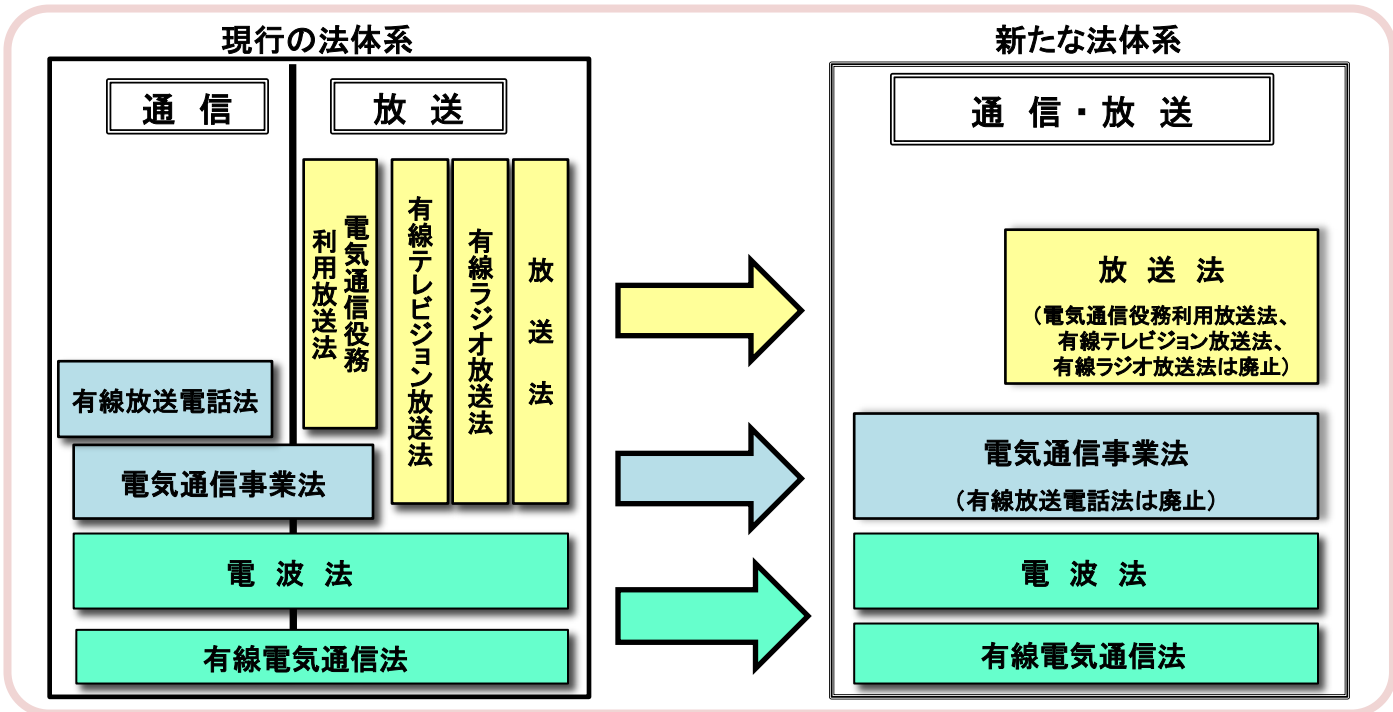 現行の法体系
通 信
放 送
電気通信役務
利用放送法
有線テレビジョン放送法
有線ラジオ放送法
放 送 法
有線放送電話法
電気通信事業法
電 波 法
有線電気通信法
新たな法体系
通 信・放 送
放 送 法
（電気通信役務利用放送法、
有線テレビジョン放送法、
有線ラジオ放送法は廃止）
電気通信事業法
（有線放送電話法は廃止）
電 波 法
有線電気通信法